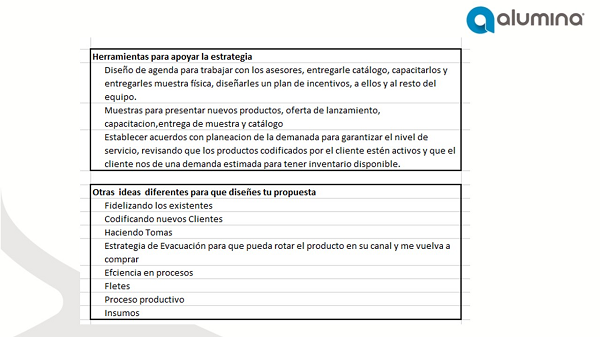 alumina
Herramientas para apoyar la estrategia
Diseño de agenda para trabajar con los asesores, entregarle catálogo, capacitarlos y
entregarles muestra física, diseñarles un plan de incentivos, a ellos y al resto del
equipo.
Muestras para presentar nuevos productos, oferta de lanzamiento,
capacitacion,entrega de muestra y catálogo
Establecer acuerdos con planeacion de la demanada para garantizar el nivel de
servicio, revisando que los productos codificados por el cliente estén activos y que el
cliente nos de una demanda estimada para tener inventario disponible.
Otras ideas diferentes para que diseñes tu propuesta
Fidelizando los existentes
Codificando nuevos Clientes
Haciendo Tomas
Estrategia de Evacuación para que pueda rotar el producto en su canal y me vuelva a
comprar
Efciencia en procesos
Fletes
Proceso productivo
Insumos